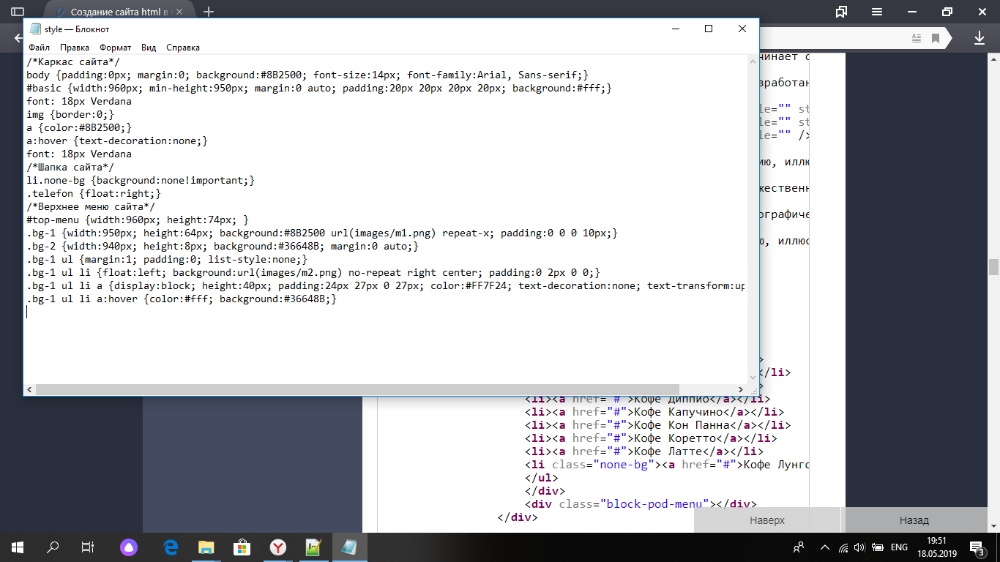 Создание сайта html в
style — Блокнот
Файл Правка Формат Вид Справка
/*Каркас сайта*/
body {padding:0px; margin:0; background:#8B2500; font-size:14px; font-family:Arial, Sans-serif;}
#basic {width:960px; min-height:950px; margin:0 auto; padding:20px 20px 20px 20px; background:#fff;}
font: 18px Verdana
img {border:0;}
a {color:#8B2500;}
a:hover {text-decoration:none;}
font: 18px Verdana
/*Шапка сайта*/
li.none-bg {background:none!important;}
.telefon {float:right;}
/*Верхнее меню сайта*/
#top-menu {width:960px; height:74px; }
.bg-1 {width:950px; height:64px; background:#8B2500 url(images/m1.png) repeat-x; padding:0 0 0 10px;}
.bg-2 {width:940px; height:8px; background:#36648B; margin:0 auto;}
.bg-1 ul {margin:1; padding:0; list-style:none;}
.bg-1 ul li {float:left; background:url(images/m2.png) no-repeat right center; padding:0 2px 0 0;}
.bg-1 ul li a {display:block; height:40px; padding:24px 27px 0 27px; color:#FF7F24; text-decoration:none; text-transform:up
.bg-1 ul li a:hover {color:#fff; background:#36648B;}
чинает с
зработан
le="" st
le="" st
le="" />
ию, иллю
жественн
ографиче
ю, иллюс
>
</li>
>
<li><a href="#">Кофе Диппио</a></li>
<li><a href="#">Кофе Капучино</a></li>
<li><a href="#">Кофе Кон Панна</a></li>
<li><a href="#">Кофе Коретто</a></li>
<li><a href="#">Кофе Латте</a></li>
<li class="none-bg"><a href="#">Кофе Лунго
</ul>
</div>
<div class="block-pod-menu"></div>
</div>
Наверх Назад
ENG
19:51
18.05.2019
3